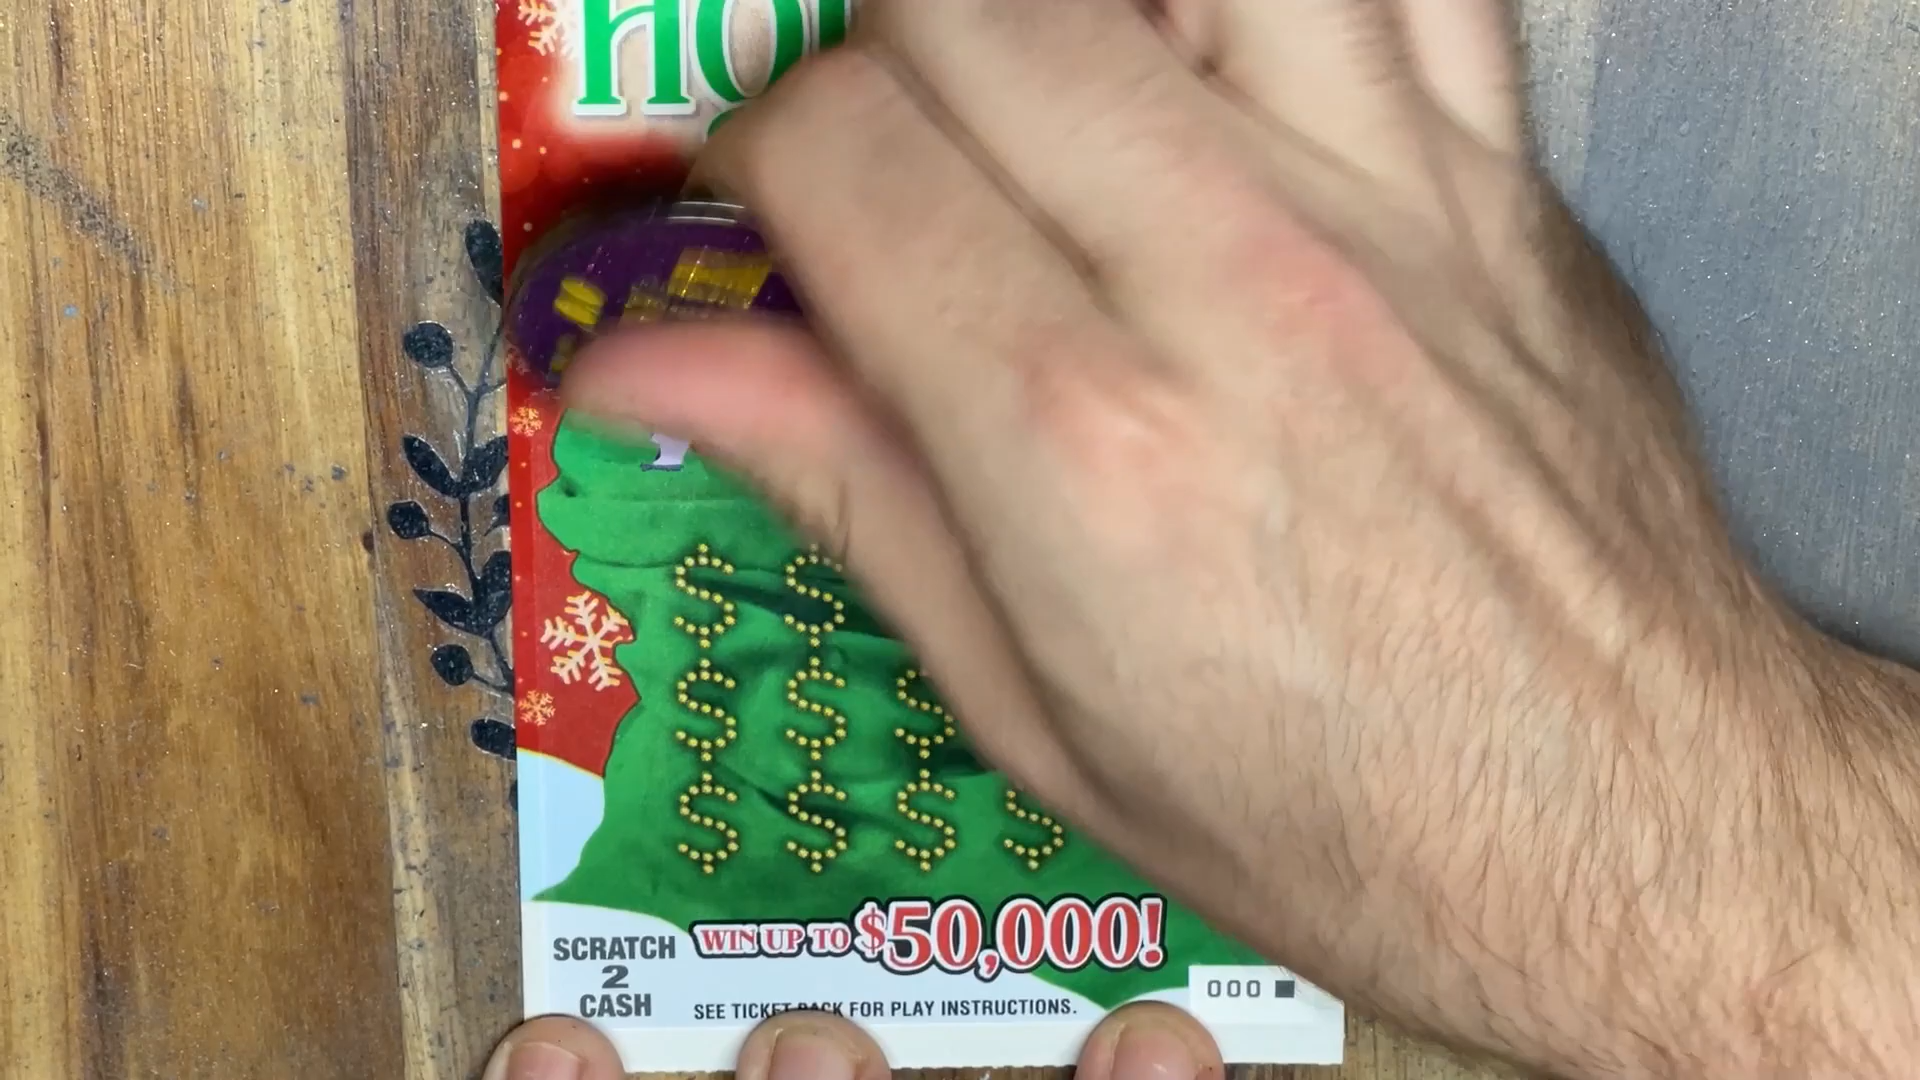 WIN UP TO $50,000!
SCRATCH
2
CASH
SEE TICKET BACK FOR PLAY INSTRUCTIONS.
000